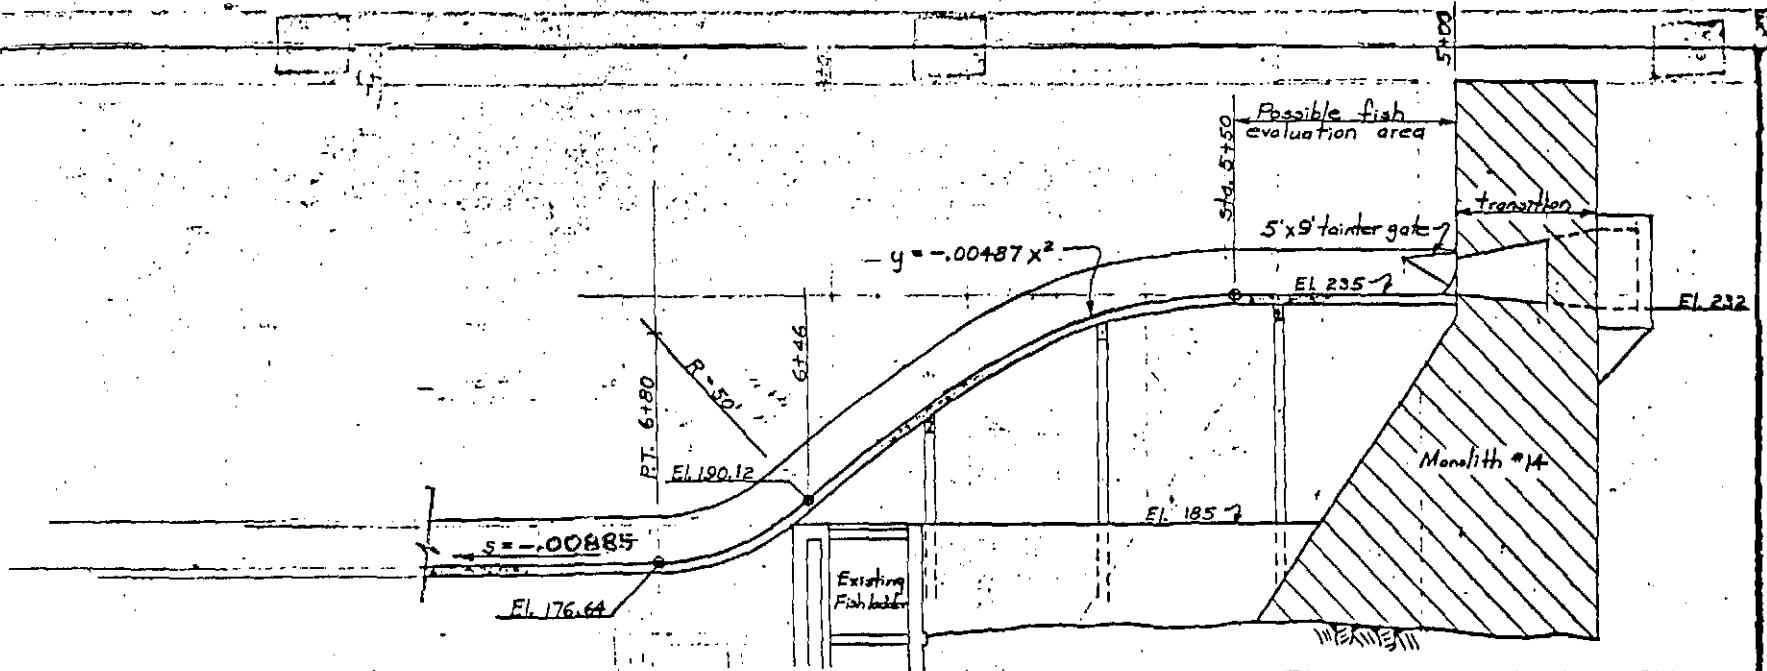 5+00
Possible fish
evaluation area
Sta. 5+50
transition
5'x9' tainter gate
y = -.00487 x²
El. 235
El. 232
6+46
R = 50'
P.T. 6+80
El. 190.12
Monolith #14
El. 185
s = -.00885
Existing
Fish ladder
El. 176.64